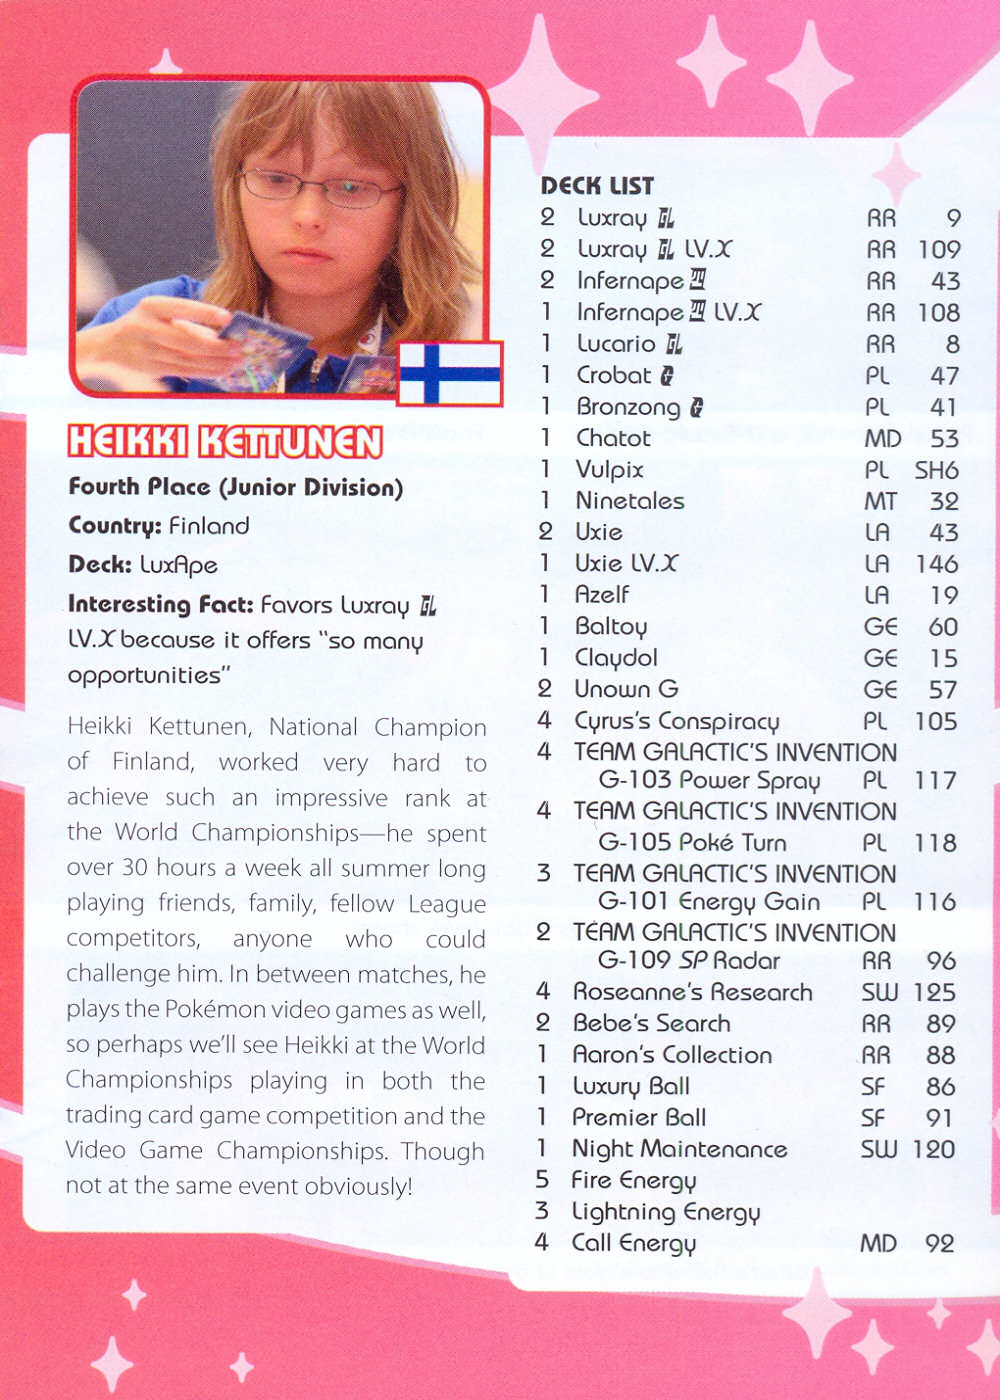 HEIKKI KETTUNEN
Fourth Place (Junior Division)
Country: Finland
Deck: LuxApe
Interesting Fact: Favors Luxray GL
LV.X because it offers “so many
opportunities”
Heikki Kettunen, National Champion
of Finland, worked very hard to
achieve such an impressive rank at
the World Championships—he spent
over 30 hours a week all summer long
playing friends, family, fellow League
competitors, anyone who could
challenge him. In between matches, he
plays the Pokémon video games as well,
so perhaps we’ll see Heikki at the World
Championships playing in both the
trading card game competition and the
Video Game Championships. Though
not at the same event obviously!
DECK LIST
2 Luxray GL RR 9
2 Luxray GL LV.X RR 109
2 Infernape 4 RR 43
1 Infernape 4 LV.X RR 108
1 Lucario GL RR 8
1 Crobat G PL 47
1 Bronzong G PL 41
1 Chatot MD 53
1 Vulpix PL SH6
1 Ninetales MT 32
2 Uxie LA 43
1 Uxie LV.X LA 146
1 Azelf LA 19
1 Baltoy GE 60
1 Claydol GE 15
2 Unown G GE 57
4 Cyrus’s Conspiracy PL 105
4 TEAM GALACTIC’S INVENTION
G-103 Power Spray PL 117
4 TEAM GALACTIC’S INVENTION
G-105 Poké Turn PL 118
3 TEAM GALACTIC’S INVENTION
G-101 Energy Gain PL 116
2 TEAM GALACTIC’S INVENTION
G-109 SP Radar RR 96
4 Roseanne’s Research SW 125
2 Bebe’s Search RR 89
1 Aaron’s Collection RR 88
1 Luxury Ball SF 86
1 Premier Ball SF 91
1 Night Maintenance SW 120
5 Fire Energy
3 Lightning Energy
4 Call Energy MD 92